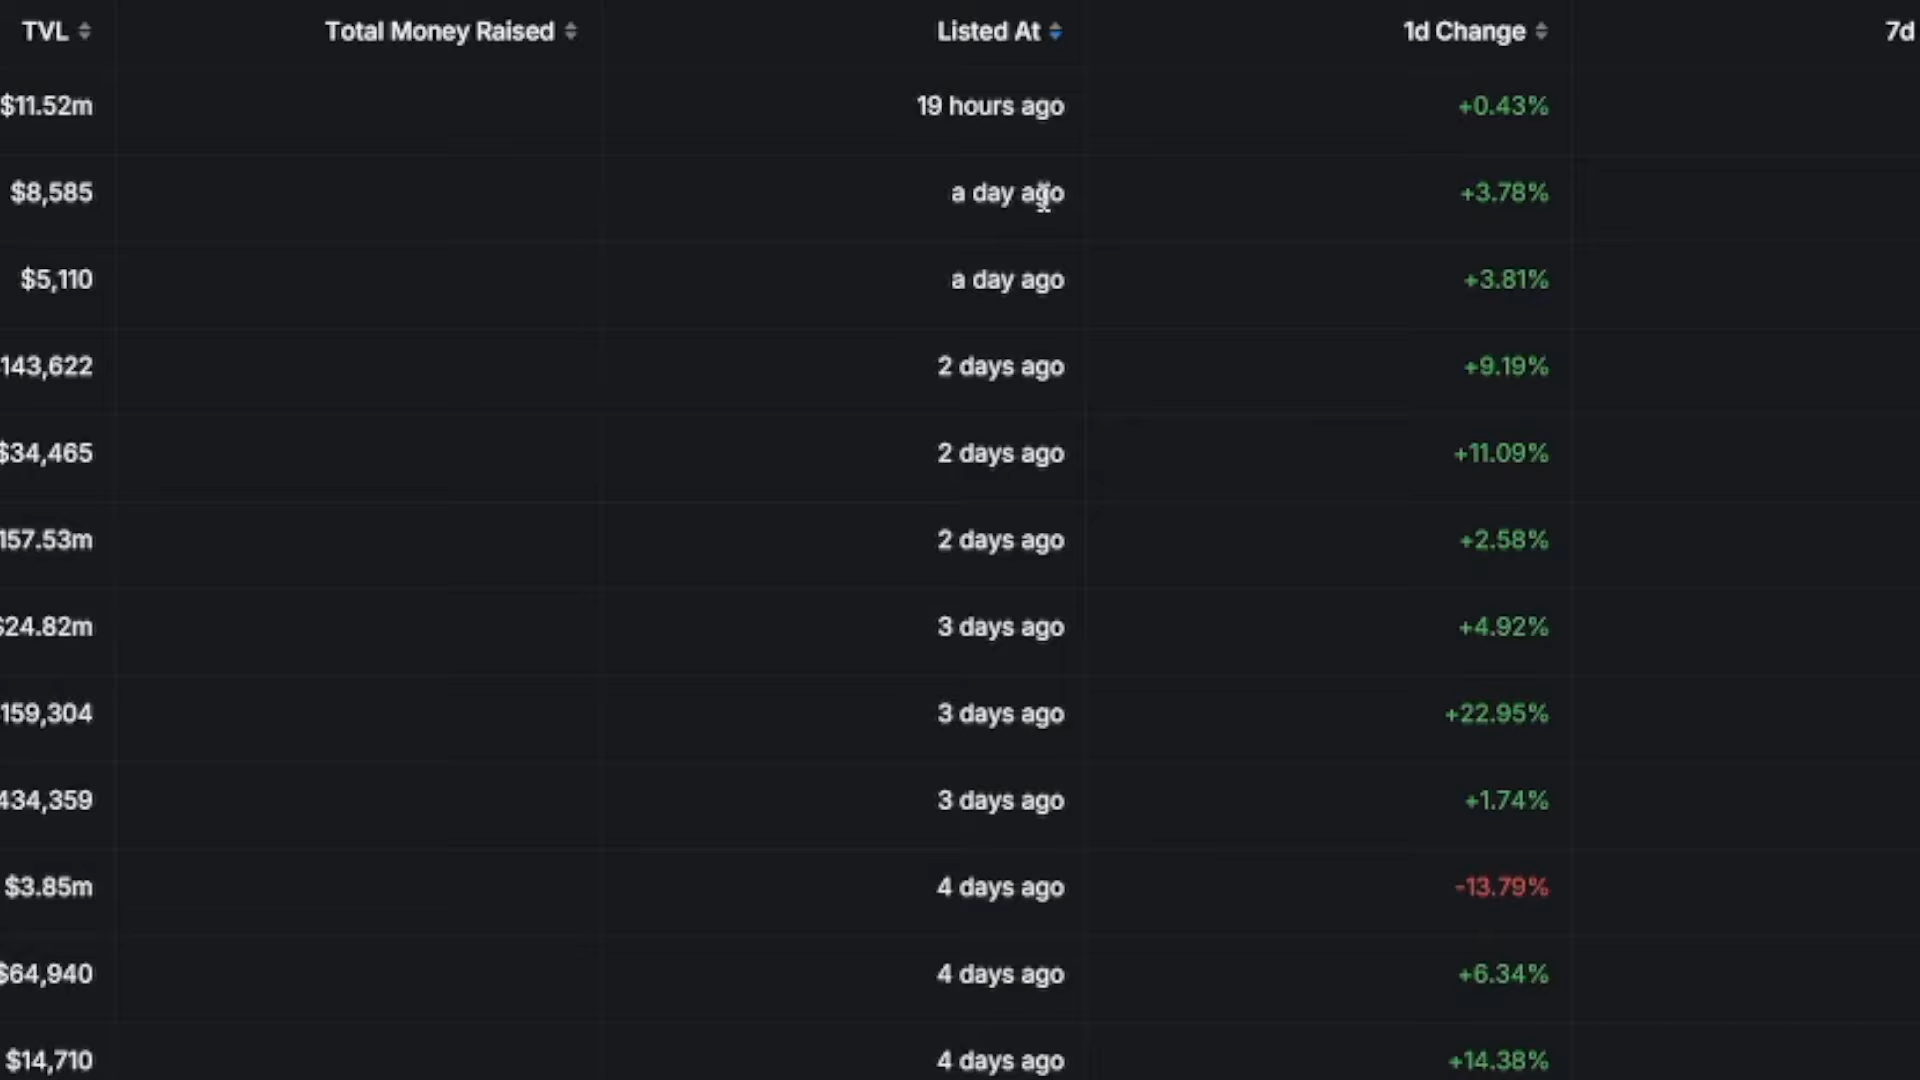 TVL Total Money Raised Listed At 1d Change 7d
$11.52m 19 hours ago +0.43%
$8,585 a day ago +3.78%
$5,110 a day ago +3.81%
143,622 2 days ago +9.19%
$34,465 2 days ago +11.09%
157.53m 2 days ago +2.58%
$24.82m 3 days ago +4.92%
159,304 3 days ago +22.95%
434,359 3 days ago +1.74%
$3.85m 4 days ago -13.79%
$64,940 4 days ago +6.34%
$14,710 4 days ago +14.38%